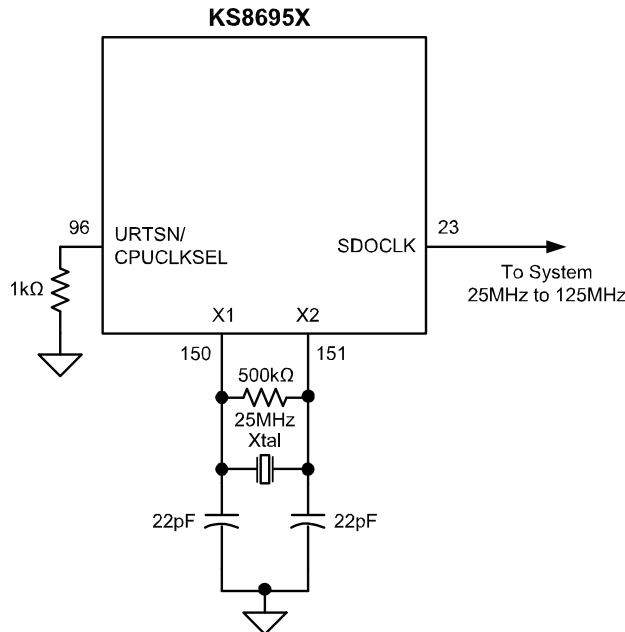 KS8695X
96
URTSN/
CPUCLKSEL
SDOCLK
23
1kΩ
To System
25MHz to 125MHz
X1
X2
150
151
500kΩ
25MHz
Xtal
22pF
22pF